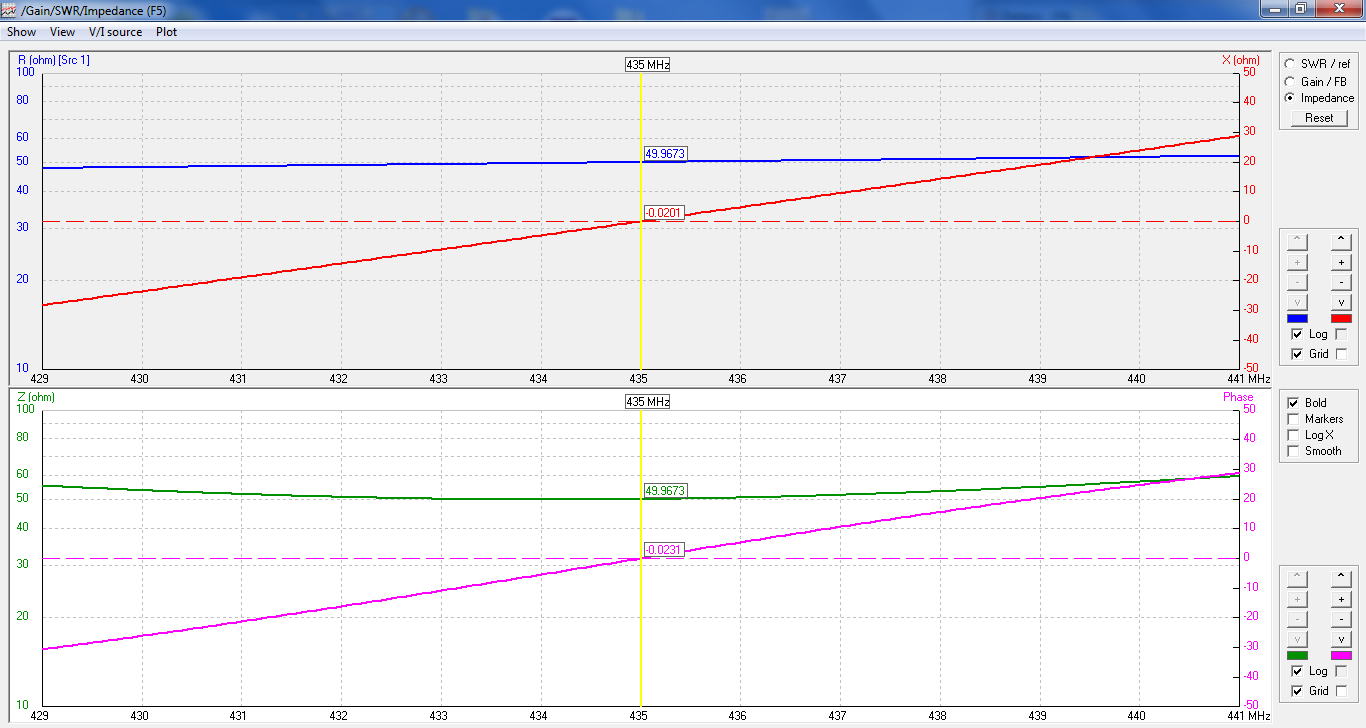 /Gain/SWR/Impedance (F5)
Show View V/I source Plot
R (ohm) [Src 1]
435 MHz
X (ohm)
100
80
60
50
40
30
20
10
50
40
30
20
10
0
-10
-20
-30
-40
-50
49.9673
-0.0201
429 430 431 432 433 434 435 436 437 438 439 440 441 MHz
Z (ohm)
435 MHz
Phase
100
80
60
50
40
30
20
10
50
40
30
20
10
0
-10
-20
-30
-40
-50
49.9673
-0.0231
429 430 431 432 433 434 435 436 437 438 439 440 441 MHz
SWR / ref
Gain / FB
Impedance
Reset
^ ^
+ +
- -
v v
Log
Grid
Bold
Markers
Log X
Smooth
^ ^
+ +
- -
v v
Log
Grid